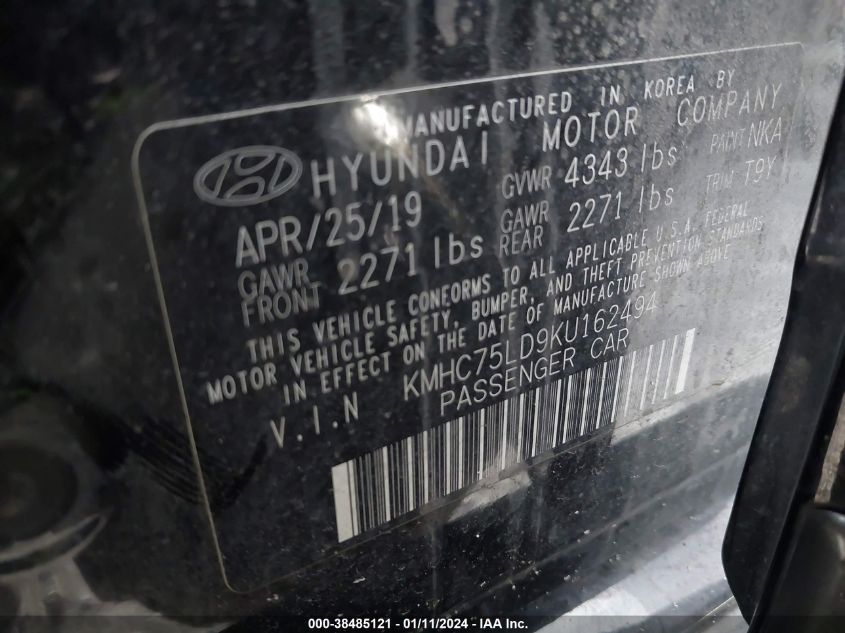 MANUFACTURED IN KOREA BY
HYUNDAI MOTOR COMPANY
APR/25/19 GVWR 4343 lbs PAINT NKA
GAWR FRONT 2271 lbs GAWR REAR 2271 lbs TRIM T9Y
THIS VEHICLE CONFORMS TO ALL APPLICABLE U.S.A. FEDERAL
MOTOR VEHICLE SAFETY, BUMPER, AND THEFT PREVENTION STANDARDS
IN EFFECT ON THE DATE OF MANUFACTURE SHOWN ABOVE
V.I.N KMHC75LD9KU162494
PASSENGER CAR
000-38485121 - 01/11/2024 - IAA Inc.